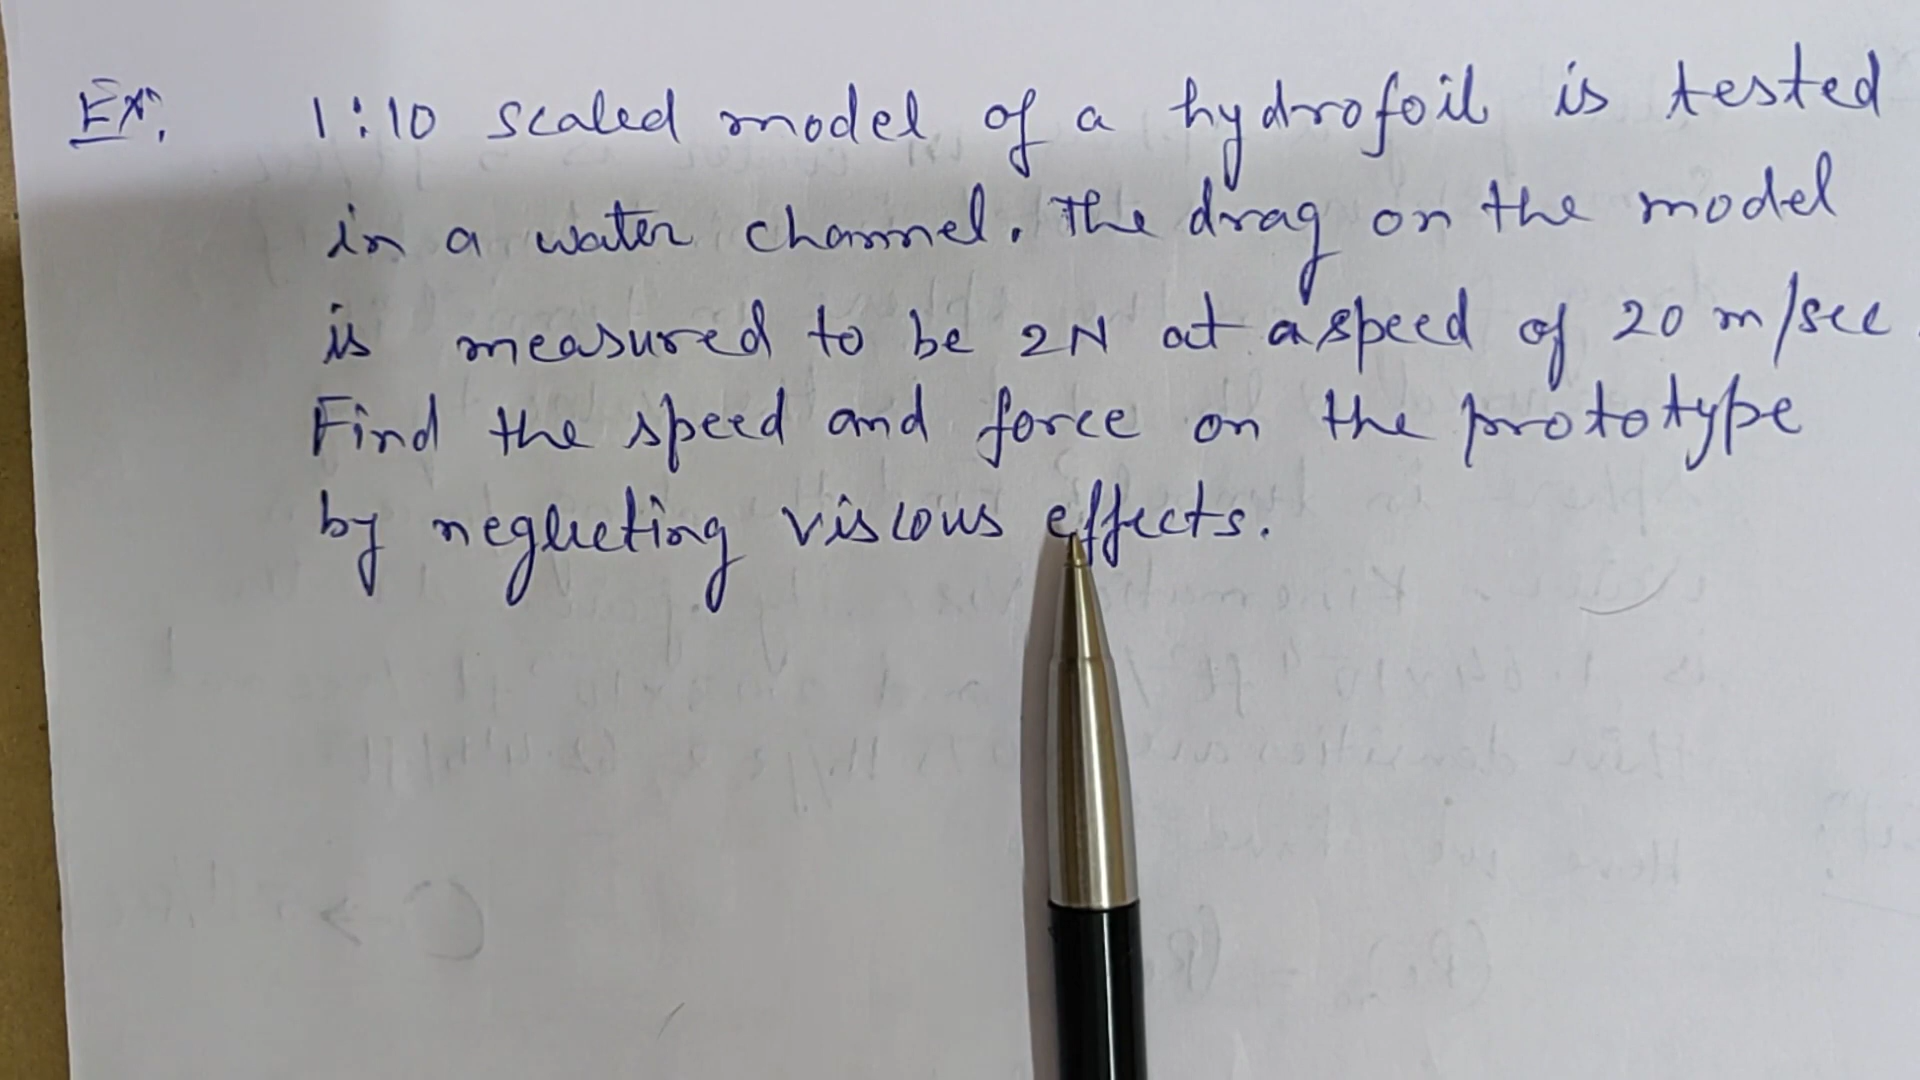 Ex. 1:10 scaled model of a hydrofoil is tested
in a water channel. The drag on the model
is measured to be 2N at a speed of 20 m/sec.
Find the speed and force on the prototype
by neglecting viscous effects.